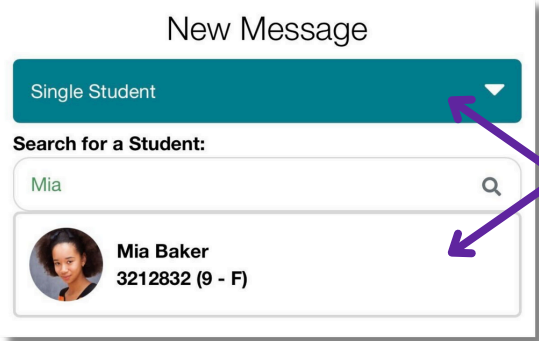 New Message
Single Student
Search for a Student:
Mia
Mia Baker
3212832 (9 - F)